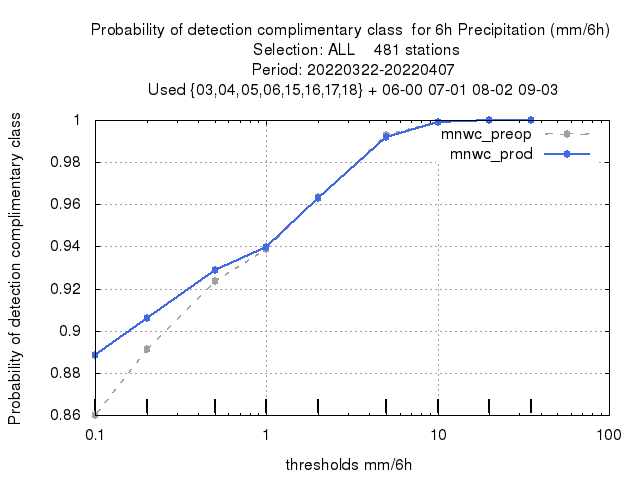 Probability of detection complimentary class  for 6h Precipitation (mm/6h)
Selection: ALL    481 stations
Period: 20220322-20220407
Used {03,04,05,06,15,16,17,18} + 06-00 07-01 08-02 09-03
Probability of detection complimentary class
1
0.98
0.96
0.94
0.92
0.9
0.88
0.86
mnwc_preop
mnwc_prod
0.1 1 10 100
thresholds mm/6h